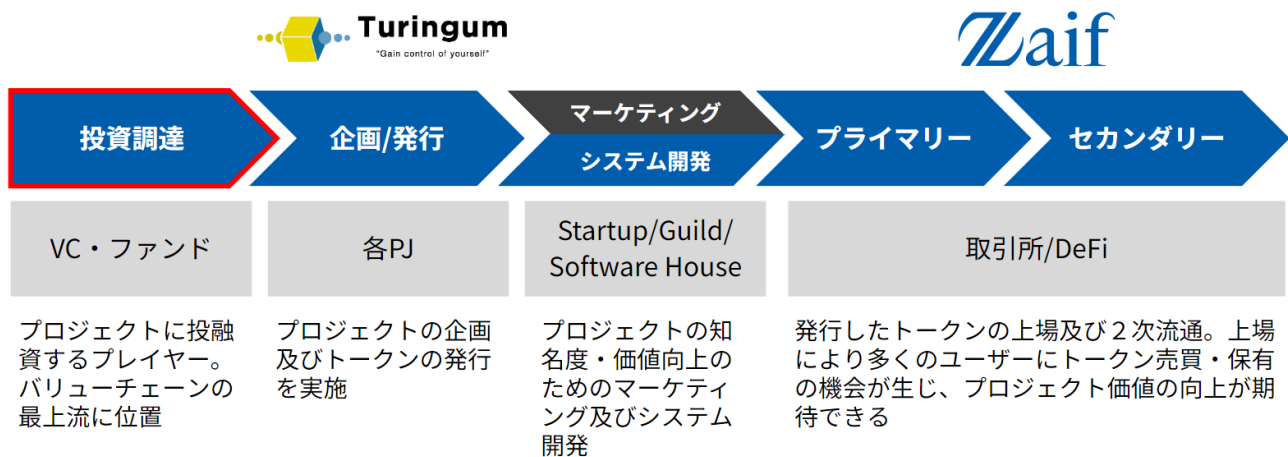 Turingum
"Gain control of yourself"
Zaif
投資調達
企画/発行
マーケティング
システム開発
プライマリー
セカンダリー
VC・ファンド
各PJ
Startup/Guild/
Software House
取引所/DeFi
プロジェクトに投融
資するプレイヤー。
バリューチェーンの
最上流に位置
プロジェクトの企画
及びトークンの発行
を実施
プロジェクトの知
名度・価値向上の
ためのマーケティ
ング及びシステム
開発
発行したトークンの上場及び２次流通。上場
により多くのユーザーにトークン売買・保有
の機会が生じ、プロジェクト価値の向上が期
待できる